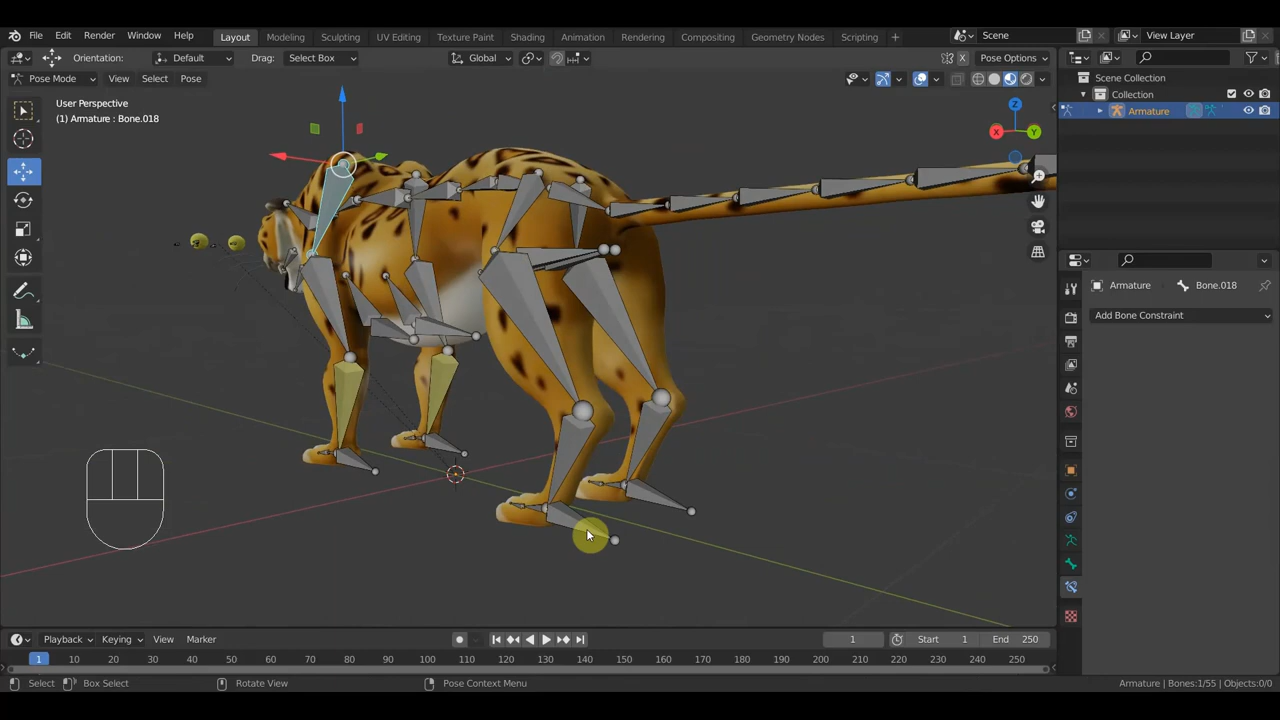 File Edit Render Window Help
Layout Modeling Sculpting UV Editing Texture Paint Shading Animation Rendering Compositing Geometry Nodes Scripting +
Scene
View Layer
Orientation: Default Drag: Select Box
Global
X
Pose Options
Pose Mode View Select Pose
User Perspective
(1) Armature : Bone.018
Z
X
Y
Scene Collection
Collection
Armature
Armature Bone.018
Add Bone Constraint
Playback Keying View Marker
1
Start 1
End 250
1 10 20 30 40 50 60 70 80 90 100 110 120 130 140 150 160 170 180 190 200 210 220 230 240 250
Select Box Select Rotate View Pose Context Menu
Armature | Bones:1/55 | Objects:0/0